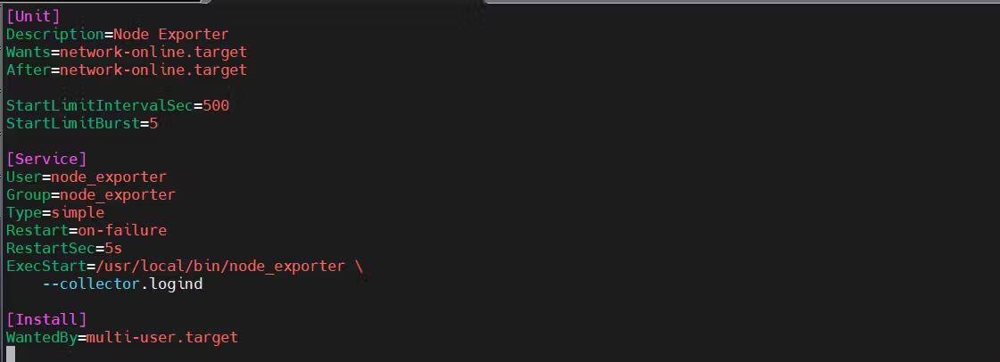 [Unit]
Description=Node Exporter
Wants=network-online.target
After=network-online.target

StartLimitIntervalSec=500
StartLimitBurst=5

[Service]
User=node_exporter
Group=node_exporter
Type=simple
Restart=on-failure
RestartSec=5s
ExecStart=/usr/local/bin/node_exporter \
    --collector.logind

[Install]
WantedBy=multi-user.target